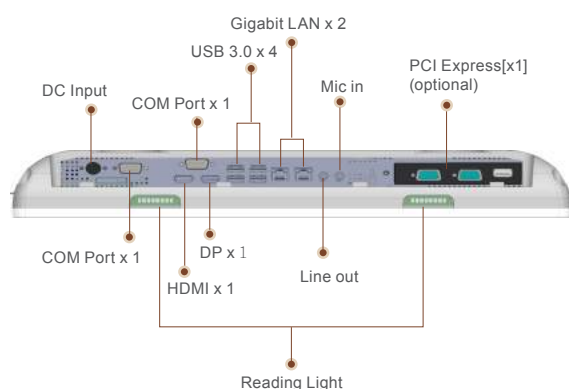 Gigabit LAN x 2
USB 3.0 x 4
PCI Express[x1]
(optional)
Mic in
DC Input
COM Port x 1
COM Port x 1
DP x 1
Line out
HDMI x 1
Reading Light